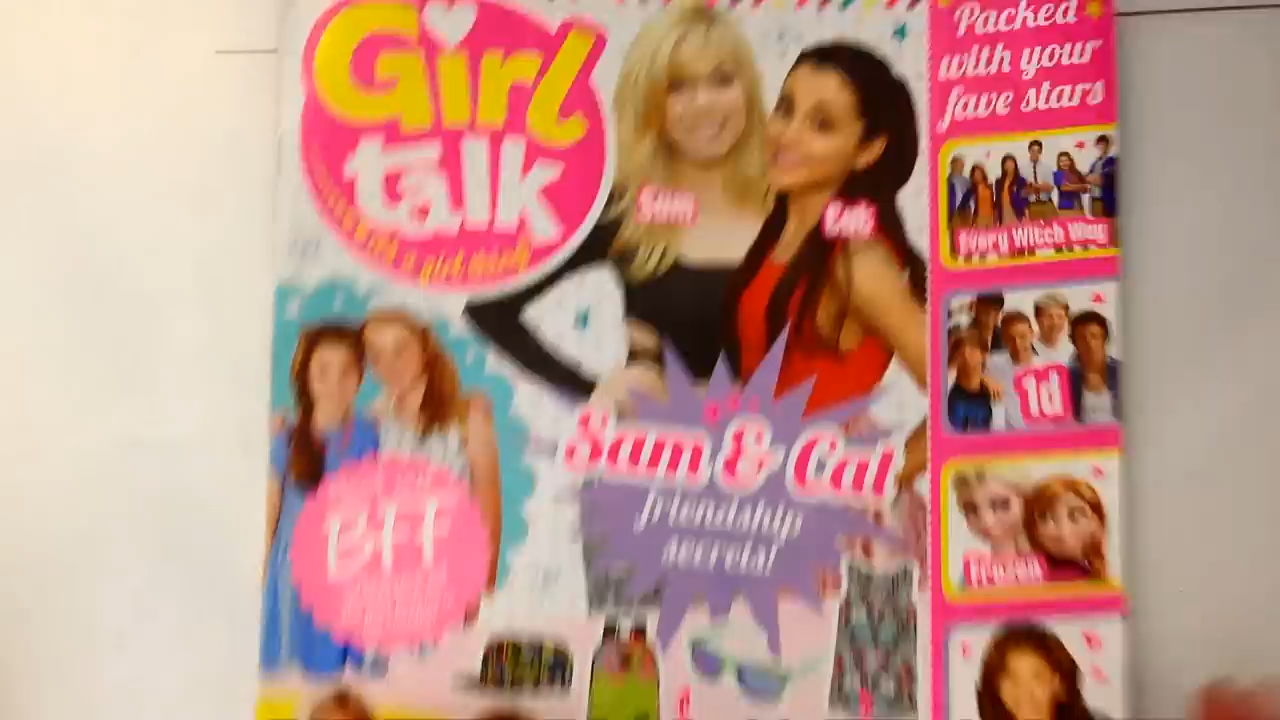 Girl
talk
Packed
with your
fave stars
Sam
Cat
Every Witch Way
1d
Sam & Cat
friendship
secrets!
BFF
Frozen